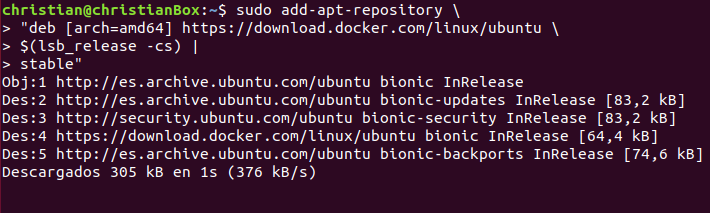 christian@christianBox:~$ sudo add-apt-repository \
> "deb [arch=amd64] https://download.docker.com/linux/ubuntu \
> $(lsb_release -cs) |
> stable"
Obj:1 http://es.archive.ubuntu.com/ubuntu bionic InRelease
Des:2 http://es.archive.ubuntu.com/ubuntu bionic-updates InRelease [83,2 kB]
Des:3 http://security.ubuntu.com/ubuntu bionic-security InRelease [83,2 kB]
Des:4 https://download.docker.com/linux/ubuntu bionic InRelease [64,4 kB]
Des:5 http://es.archive.ubuntu.com/ubuntu bionic-backports InRelease [74,6 kB]
Descargados 305 kB en 1s (376 kB/s)